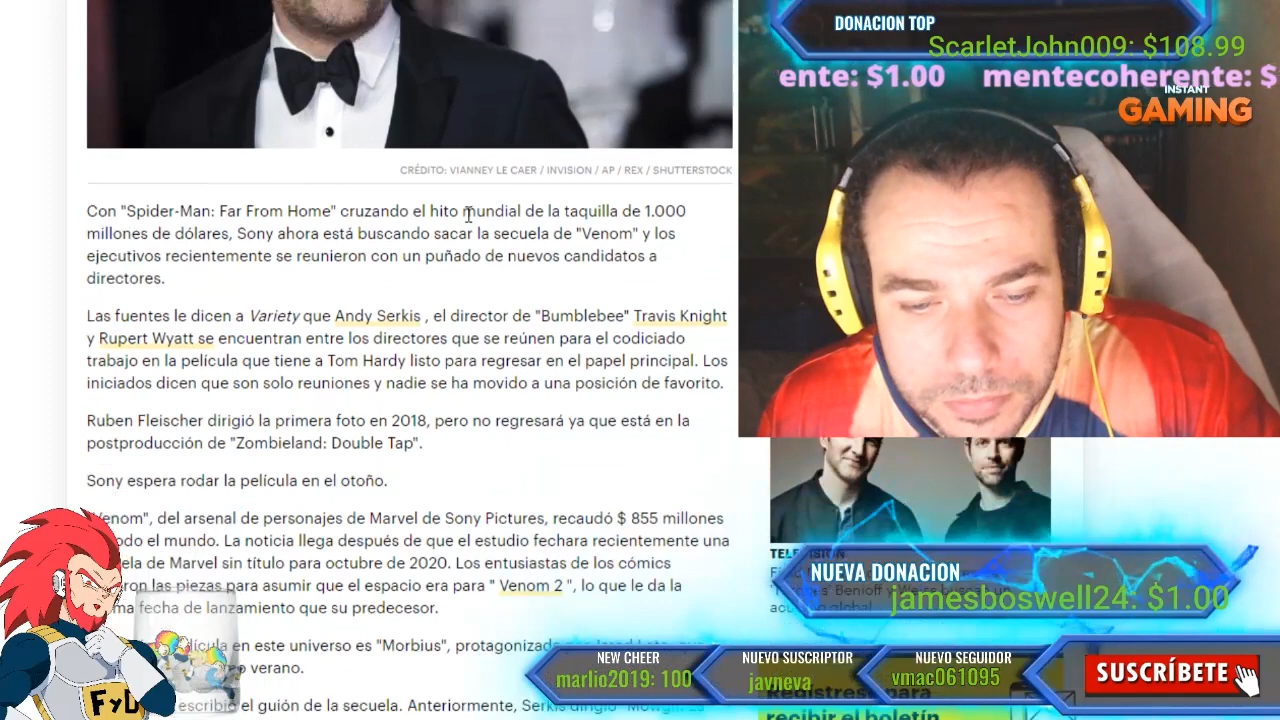 DONACION TOP
ScarletJohn009: $108.99
ente: $1.00 mentecoherente: $
INSTANT
GAMING
CRÉDITO: VIANNEY LE CAER / INVISION / AP / REX / SHUTTERSTOCK
Con "Spider-Man: Far From Home" cruzando el hito mundial de la taquilla de 1.000
millones de dólares, Sony ahora está buscando sacar la secuela de "Venom" y los
ejecutivos recientemente se reunieron con un puñado de nuevos candidatos a
directores.
Las fuentes le dicen a Variety que Andy Serkis , el director de "Bumblebee" Travis Knight
y Rupert Wyatt se encuentran entre los directores que se reúnen para el codiciado
trabajo en la película que tiene a Tom Hardy listo para regresar en el papel principal. Los
iniciados dicen que son solo reuniones y nadie se ha movido a una posición de favorito.
Ruben Fleischer dirigió la primera foto en 2018, pero no regresará ya que está en la
postproducción de "Zombieland: Double Tap".
Sony espera rodar la película en el otoño.
Venom", del arsenal de personajes de Marvel de Sony Pictures, recaudó $ 855 millones
odo el mundo. La noticia llega después de que el estudio fechara recientemente una
ela de Marvel sin título para octubre de 2020. Los entusiastas de los cómics
ron las piezas para asumir que el espacio era para " Venom 2 ", lo que le da la
ma fecha de lanzamiento que su predecesor.
lícula en este universo es "Morbius", protagonizada
o verano.
escribió el guión de la secuela. Anteriormente, Serkis dirigió
TELEVISIÓN
NUEVA DONACION
jamesboswell24: $1.00
NEW CHEER
marlio2019: 100
NUEVO SUSCRIPTOR
javneva
NUEVO SEGUIDOR
vmac061095
SUSCRÍBETE
Regístrese para
recibir el boletín
FyD